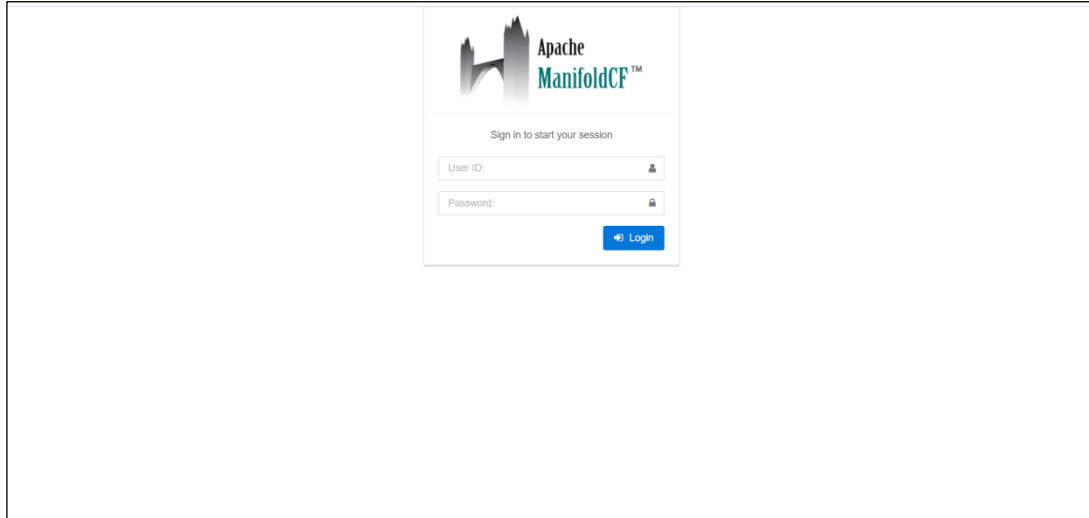 Apache
ManifoldCF™
Sign in to start your session
User ID:
Password:
Login